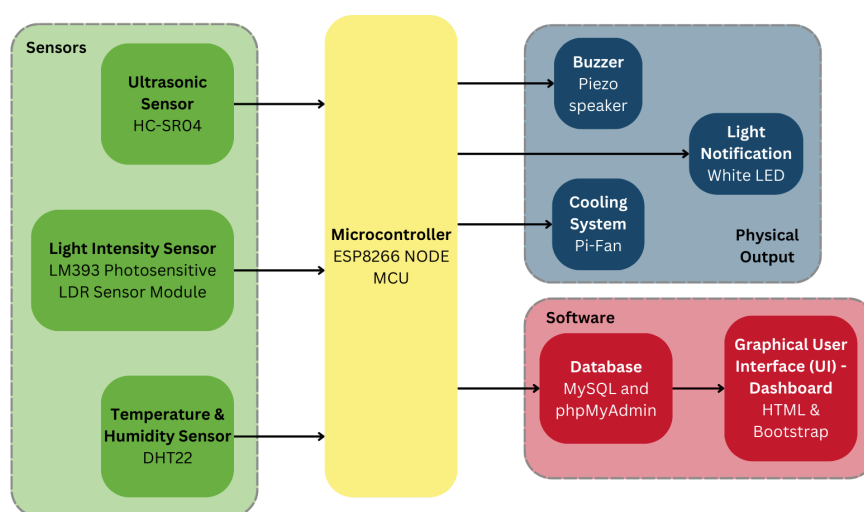 Sensors
Ultrasonic
Sensor
HC-SR04
Light Intensity Sensor
LM393 Photosensitive
LDR Sensor Module
Temperature &
Humidity Sensor
DHT22
Microcontroller
ESP8266 NODE
MCU
Buzzer
Piezo
speaker
Light
Notification
White LED
Cooling
System
Pi-Fan
Physical
Output
Software
Database
MySQL and
phpMyAdmin
Graphical User
Interface (UI) -
Dashboard
HTML &
Bootstrap